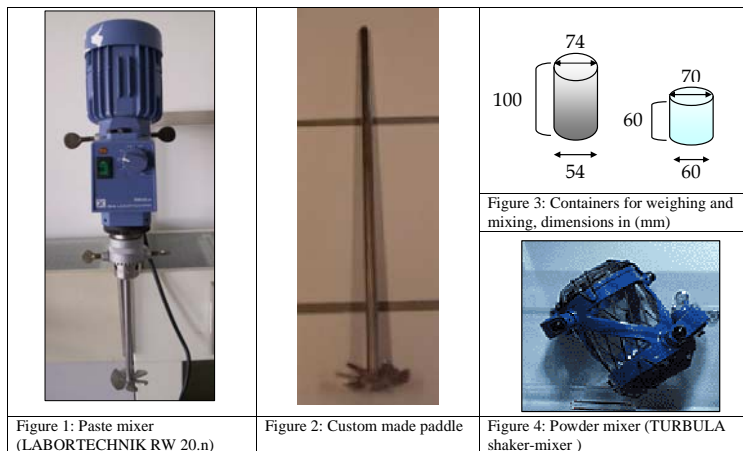 74
100
54
70
60
60
Figure 3: Containers for weighing and
mixing, dimensions in (mm)
Figure 1: Paste mixer
(LABORTECHNIK RW 20.n)
Figure 2: Custom made paddle
Figure 4: Powder mixer (TURBULA
shaker-mixer )